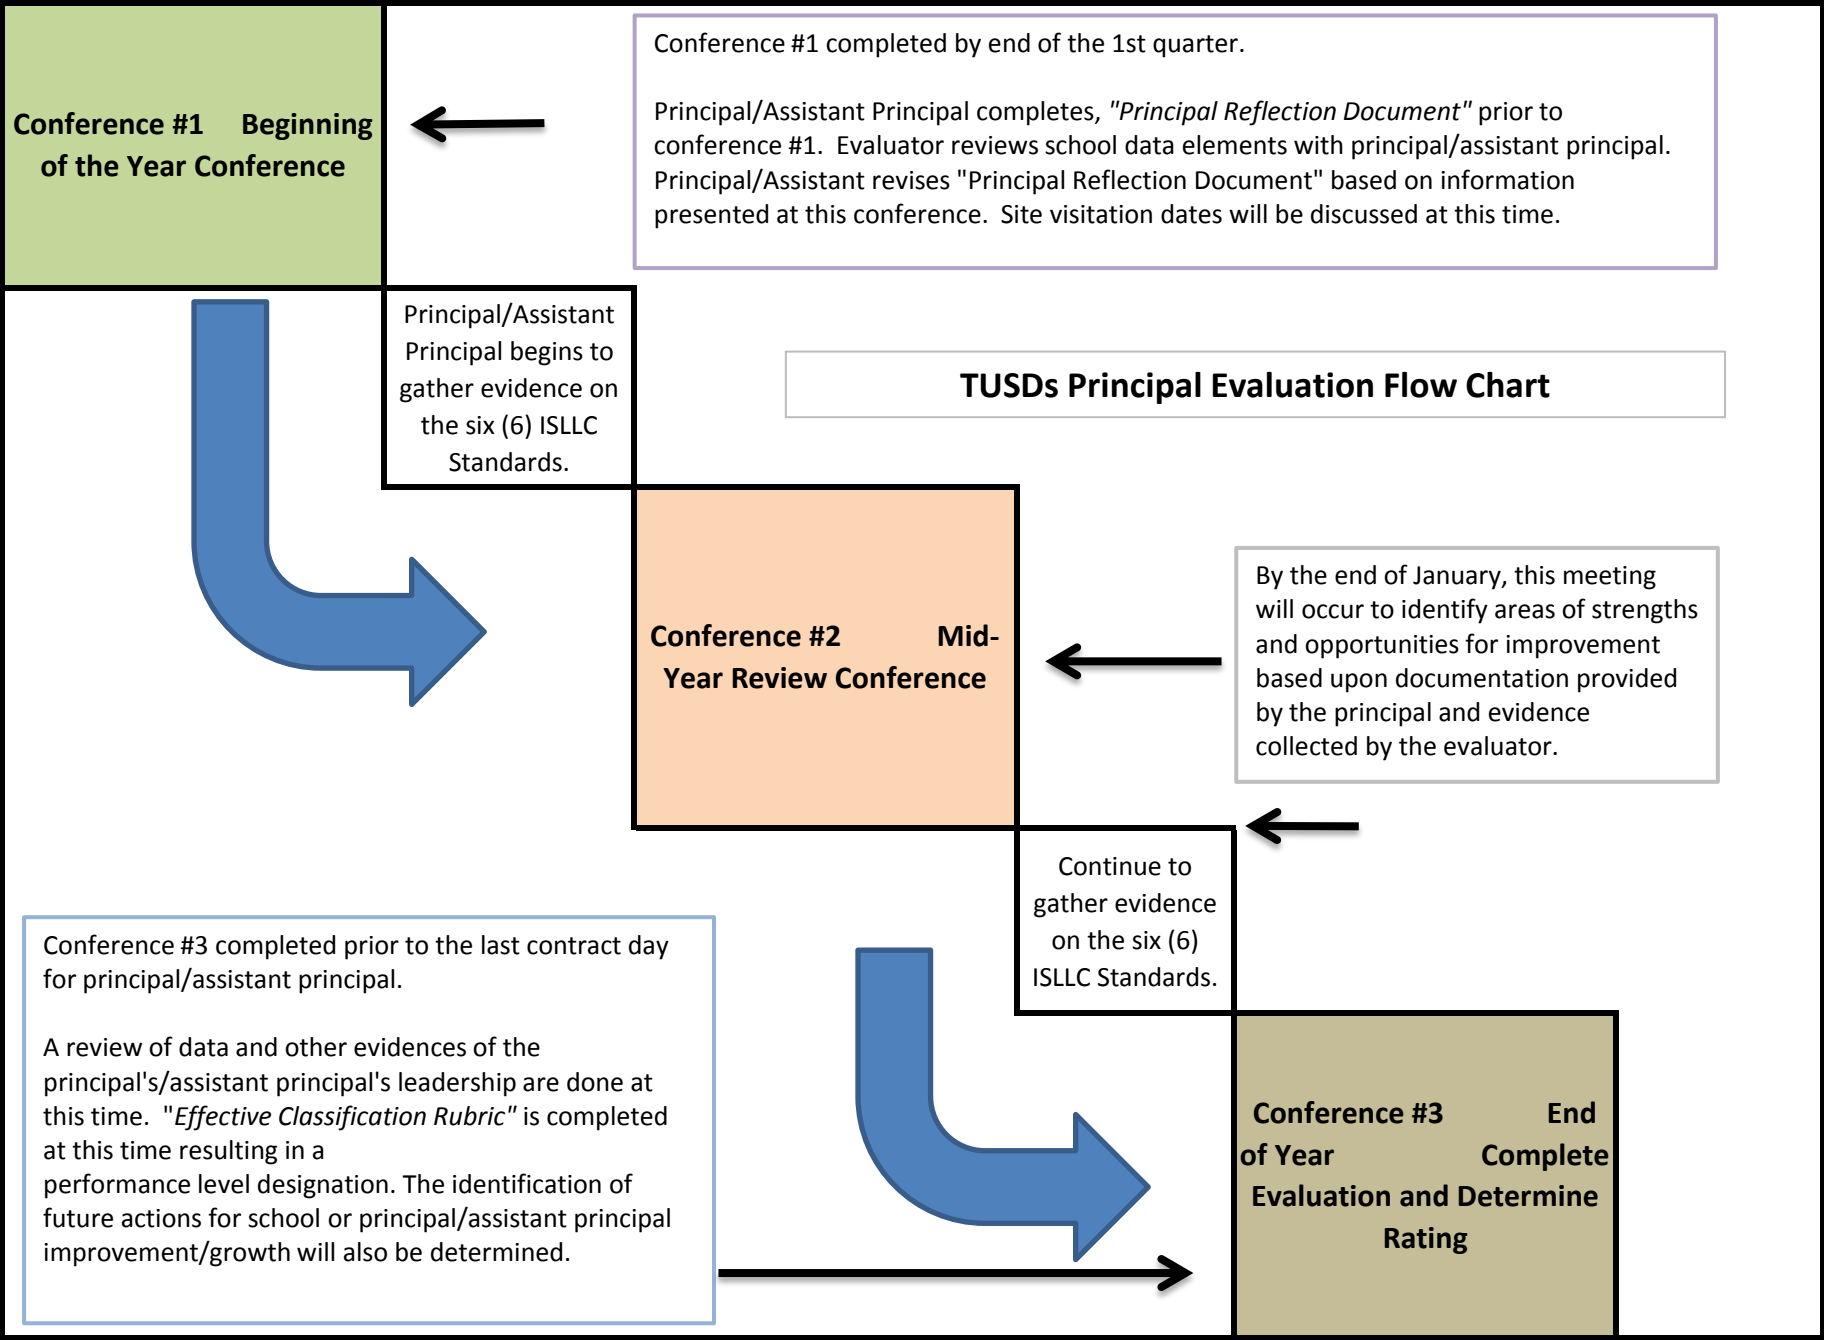 Conference #1 Beginning
of the Year Conference
Conference #1 completed by end of the 1st quarter.
Principal/Assistant Principal completes, "Principal Reflection Document" prior to
conference #1. Evaluator reviews school data elements with principal/assistant principal.
Principal/Assistant revises "Principal Reflection Document" based on information
presented at this conference. Site visitation dates will be discussed at this time.
Principal/Assistant
Principal begins to
gather evidence on
the six (6) ISLLC
Standards.
TUSDs Principal Evaluation Flow Chart
Conference #2 Mid-
Year Review Conference
By the end of January, this meeting
will occur to identify areas of strengths
and opportunities for improvement
based upon documentation provided
by the principal and evidence
collected by the evaluator.
Continue to
gather evidence
on the six (6)
ISLLC Standards.
Conference #3 completed prior to the last contract day
for principal/assistant principal.
A review of data and other evidences of the
principal's/assistant principal's leadership are done at
this time. "Effective Classification Rubric" is completed
at this time resulting in a
performance level designation. The identification of
future actions for school or principal/assistant principal
improvement/growth will also be determined.
Conference #3 End
of Year Complete
Evaluation and Determine
Rating